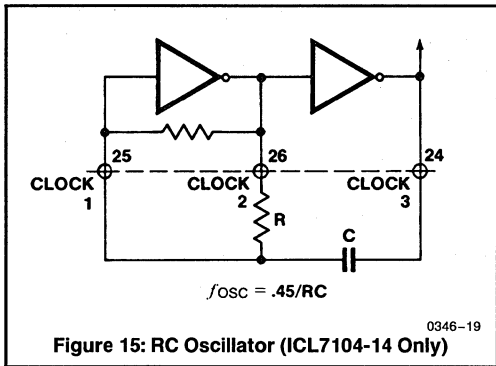 25
26
24
CLOCK 1
CLOCK 2
CLOCK 3
R
C
fOSC = .45/RC
0346–19
Figure 15: RC Oscillator (ICL7104-14 Only)